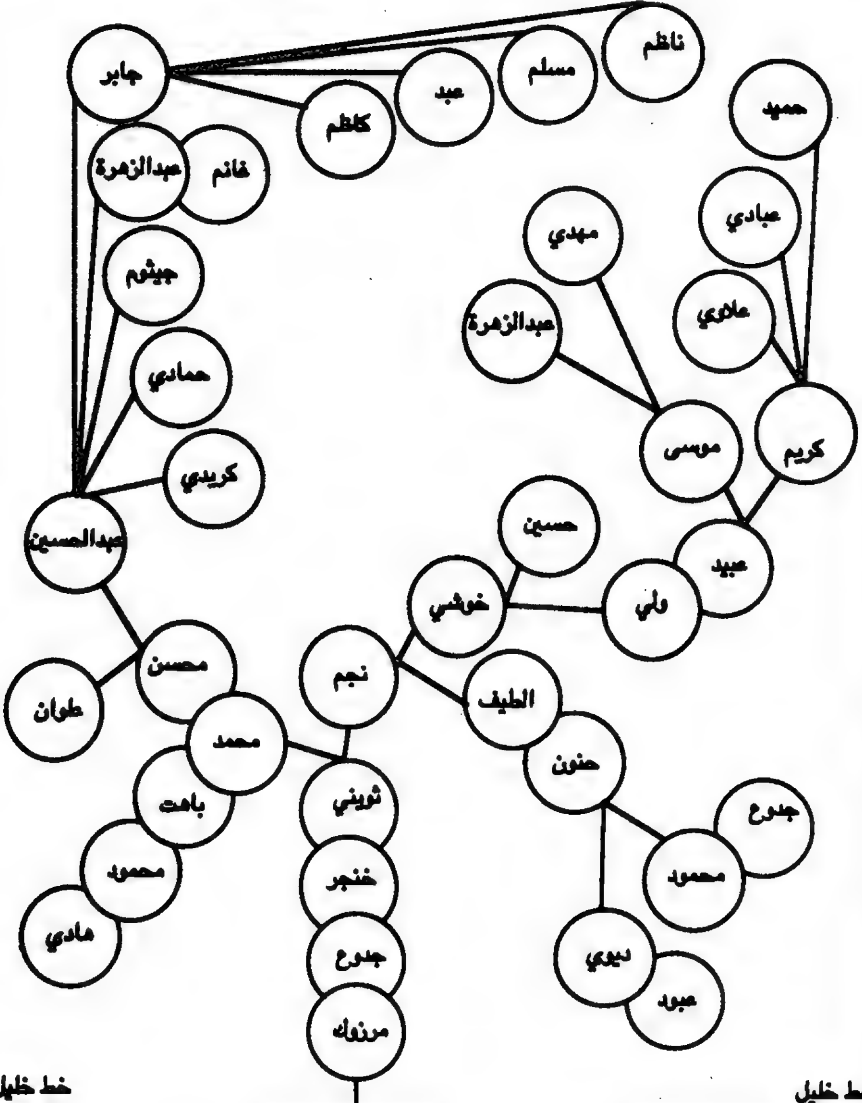 ناظم
مسلم
عبد
كاظم
جابر
حميد
عبدالزهرة
غانم
عبادي
مهدي
جيثوم
علاوي
عبدالزهرة
حمادي
كريم
موسى
كريدي
حسين
عبدالحسين
عبيد
ولي
خوشي
محسن
نجم
الطيف
طوان
محمد
حنون
باهت
ثويني
جدوع
محمود
خنجر
محمود
هادي
جدوع
ديوي
عبود
مرزوك
خط خليل